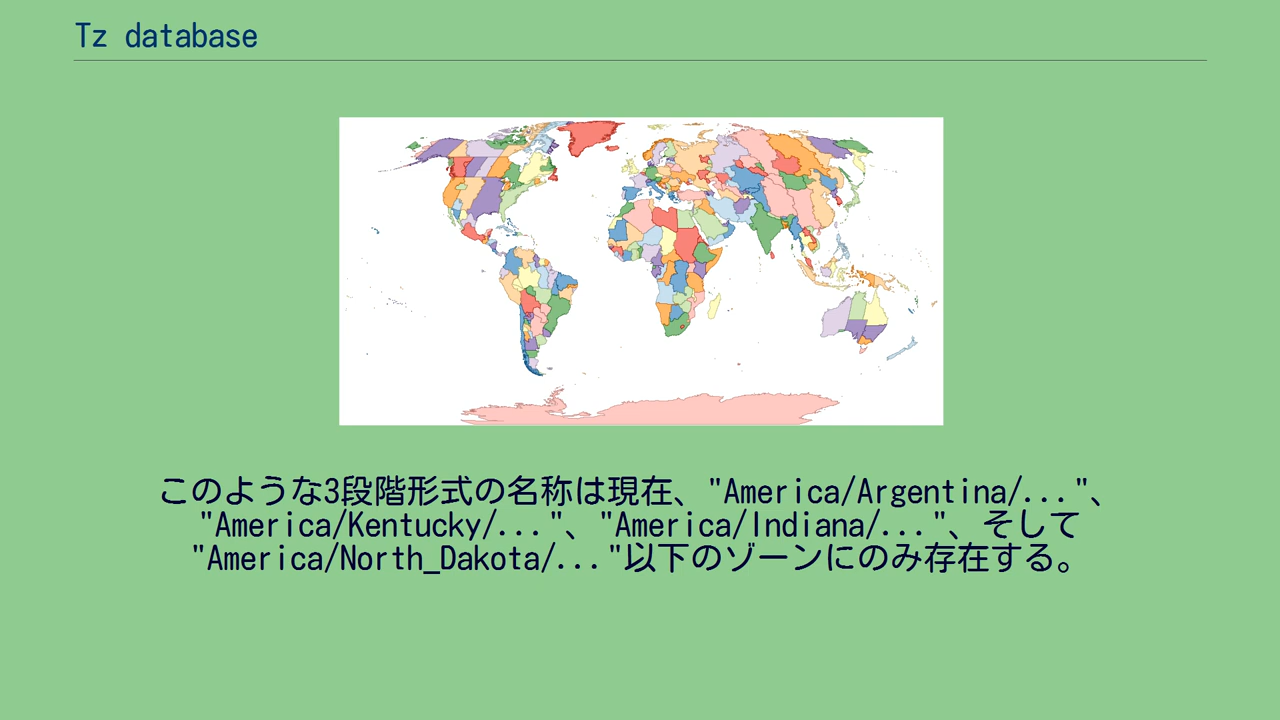 Tz database
このような3段階形式の名称は現在、"America/Argentina/..."、
"America/Kentucky/..."、"America/Indiana/..."、そして
"America/North_Dakota/..."以下のゾーンにのみ存在する。